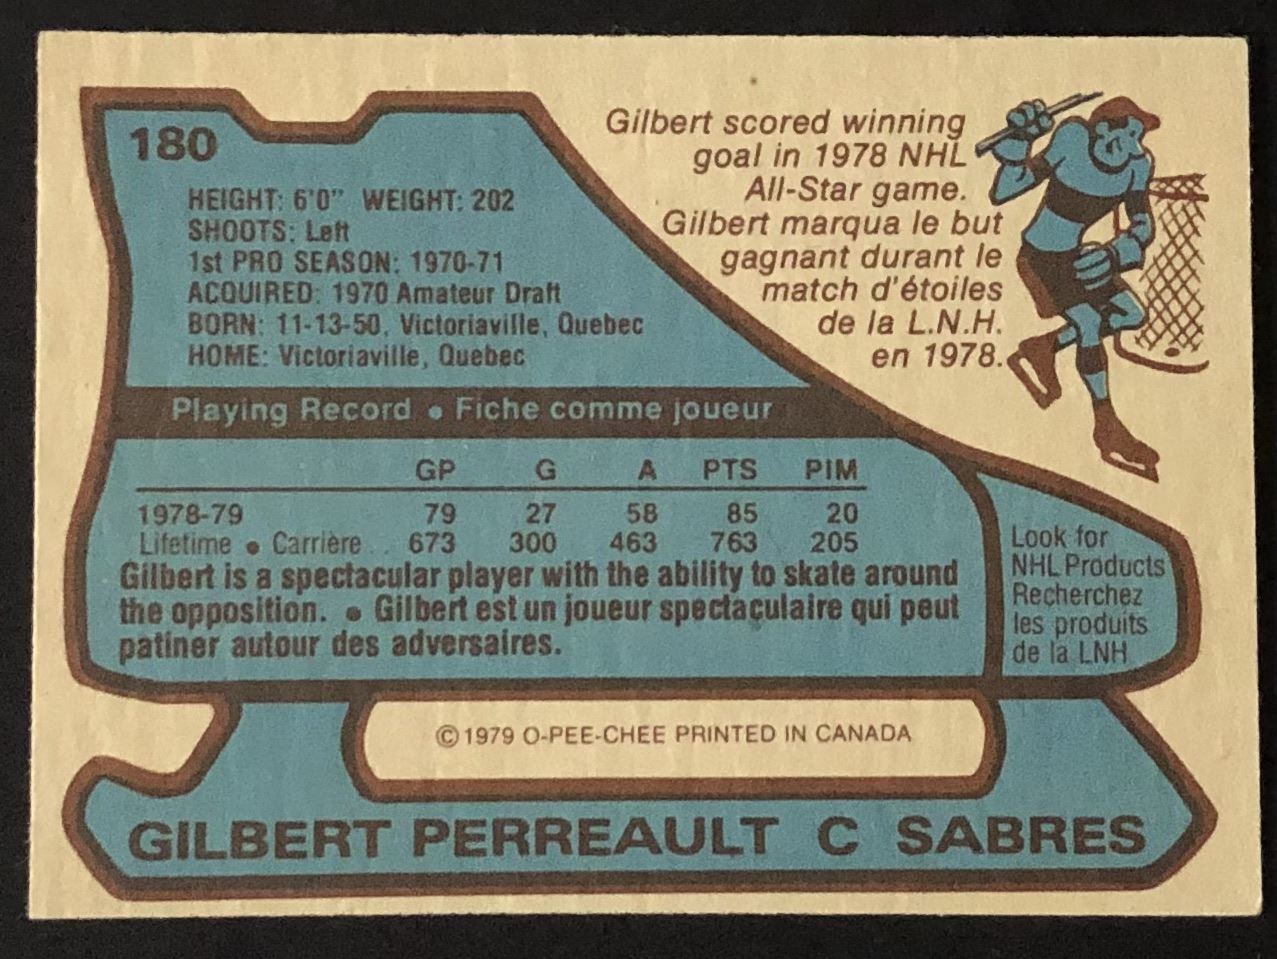 180
HEIGHT: 6'0" WEIGHT: 202
SHOOTS: Left
1st PRO SEASON: 1970-71
ACQUIRED: 1970 Amateur Draft
BORN: 11-13-50, Victoriaville, Quebec
HOME: Victoriaville, Quebec
Gilbert scored winning
goal in 1978 NHL
All-Star game.
Gilbert marqua le but
gagnant durant le
match d'étoiles
de la L.N.H.
en 1978.
Playing Record • Fiche comme joueur
GP G A PTS PIM
1978-79 79 27 58 85 20
Lifetime • Carrière .. 673 300 463 763 205
Gilbert is a spectacular player with the ability to skate around
the opposition. • Gilbert est un joueur spectaculaire qui peut
patiner autour des adversaires.
Look for
NHL Products
Recherchez
les produits
de la LNH
© 1979 O-PEE-CHEE PRINTED IN CANADA
GILBERT PERREAULT C SABRES